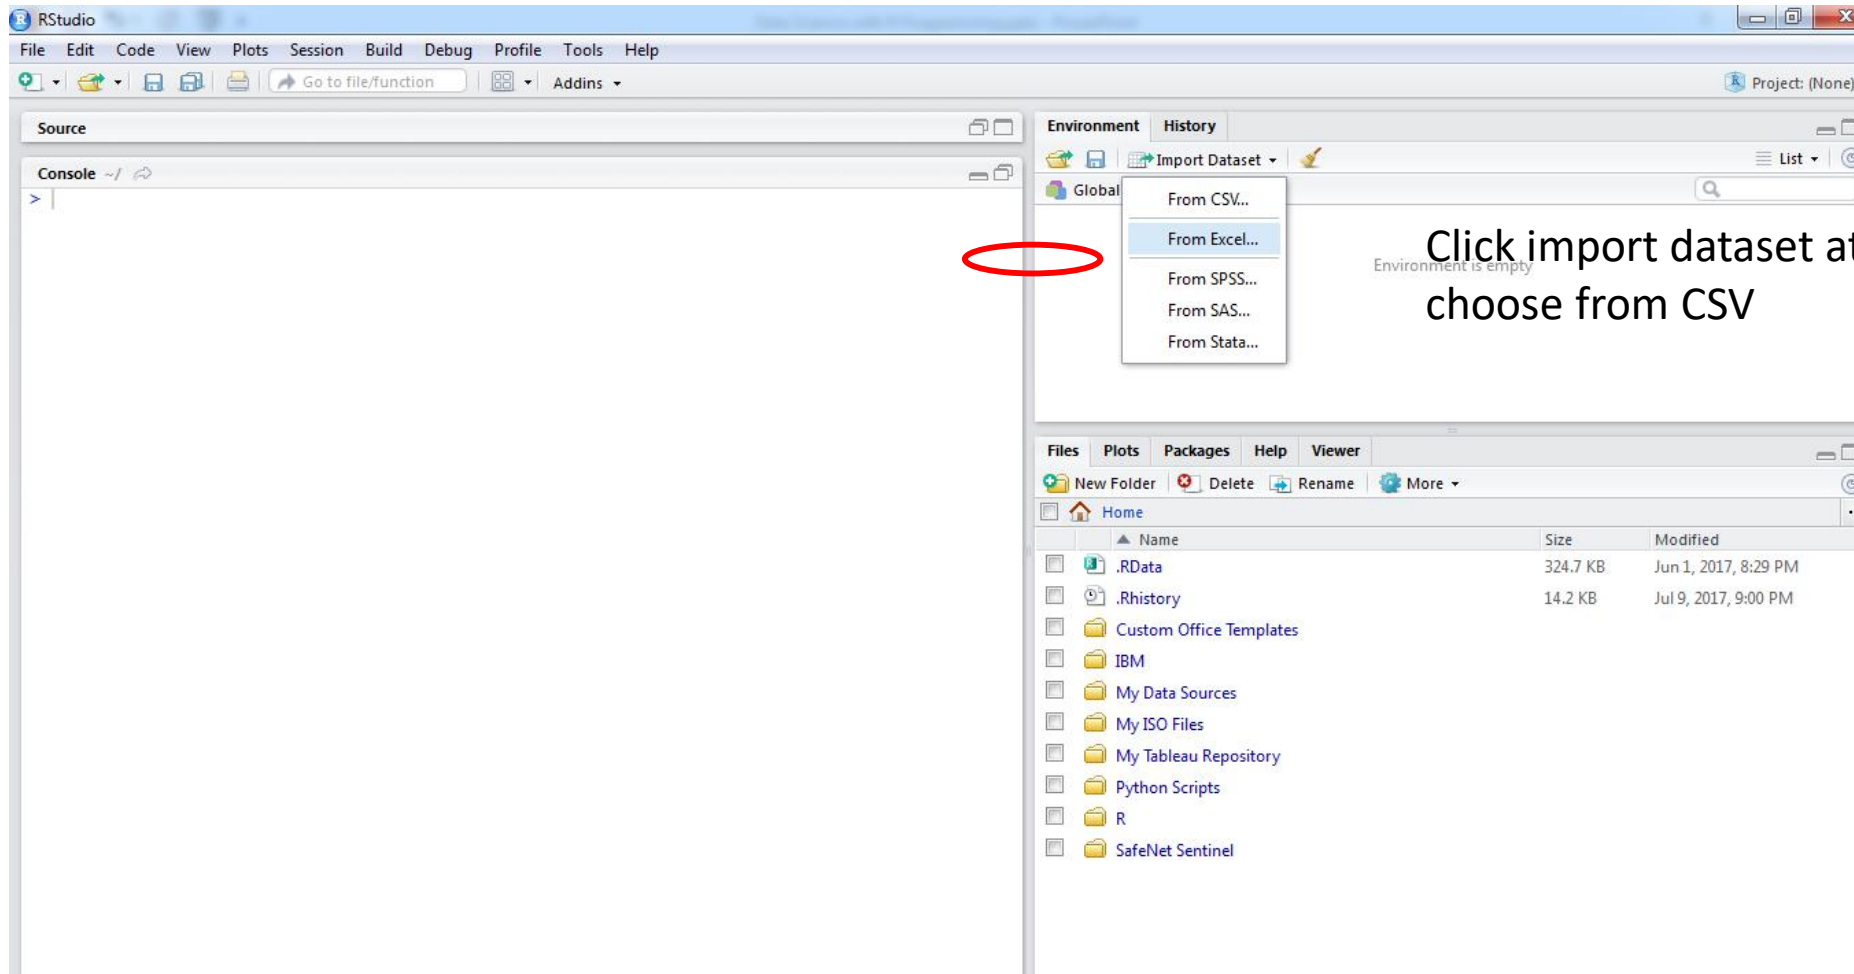 RStudio
File Edit Code View Plots Session Build Debug Profile Tools Help
Go to file/function Addins Project: (None)
Source
Console ~/
>
Environment History
Import Dataset List
Global
From CSV...
From Excel...
From SPSS...
From SAS...
From Stata...
Environment is empty
Click import dataset at
choose from CSV
Files Plots Packages Help Viewer
New Folder Delete Rename More
Home
Name Size Modified
.RData 324.7 KB Jun 1, 2017, 8:29 PM
.Rhistory 14.2 KB Jul 9, 2017, 9:00 PM
Custom Office Templates
IBM
My Data Sources
My ISO Files
My Tableau Repository
Python Scripts
R
SafeNet Sentinel